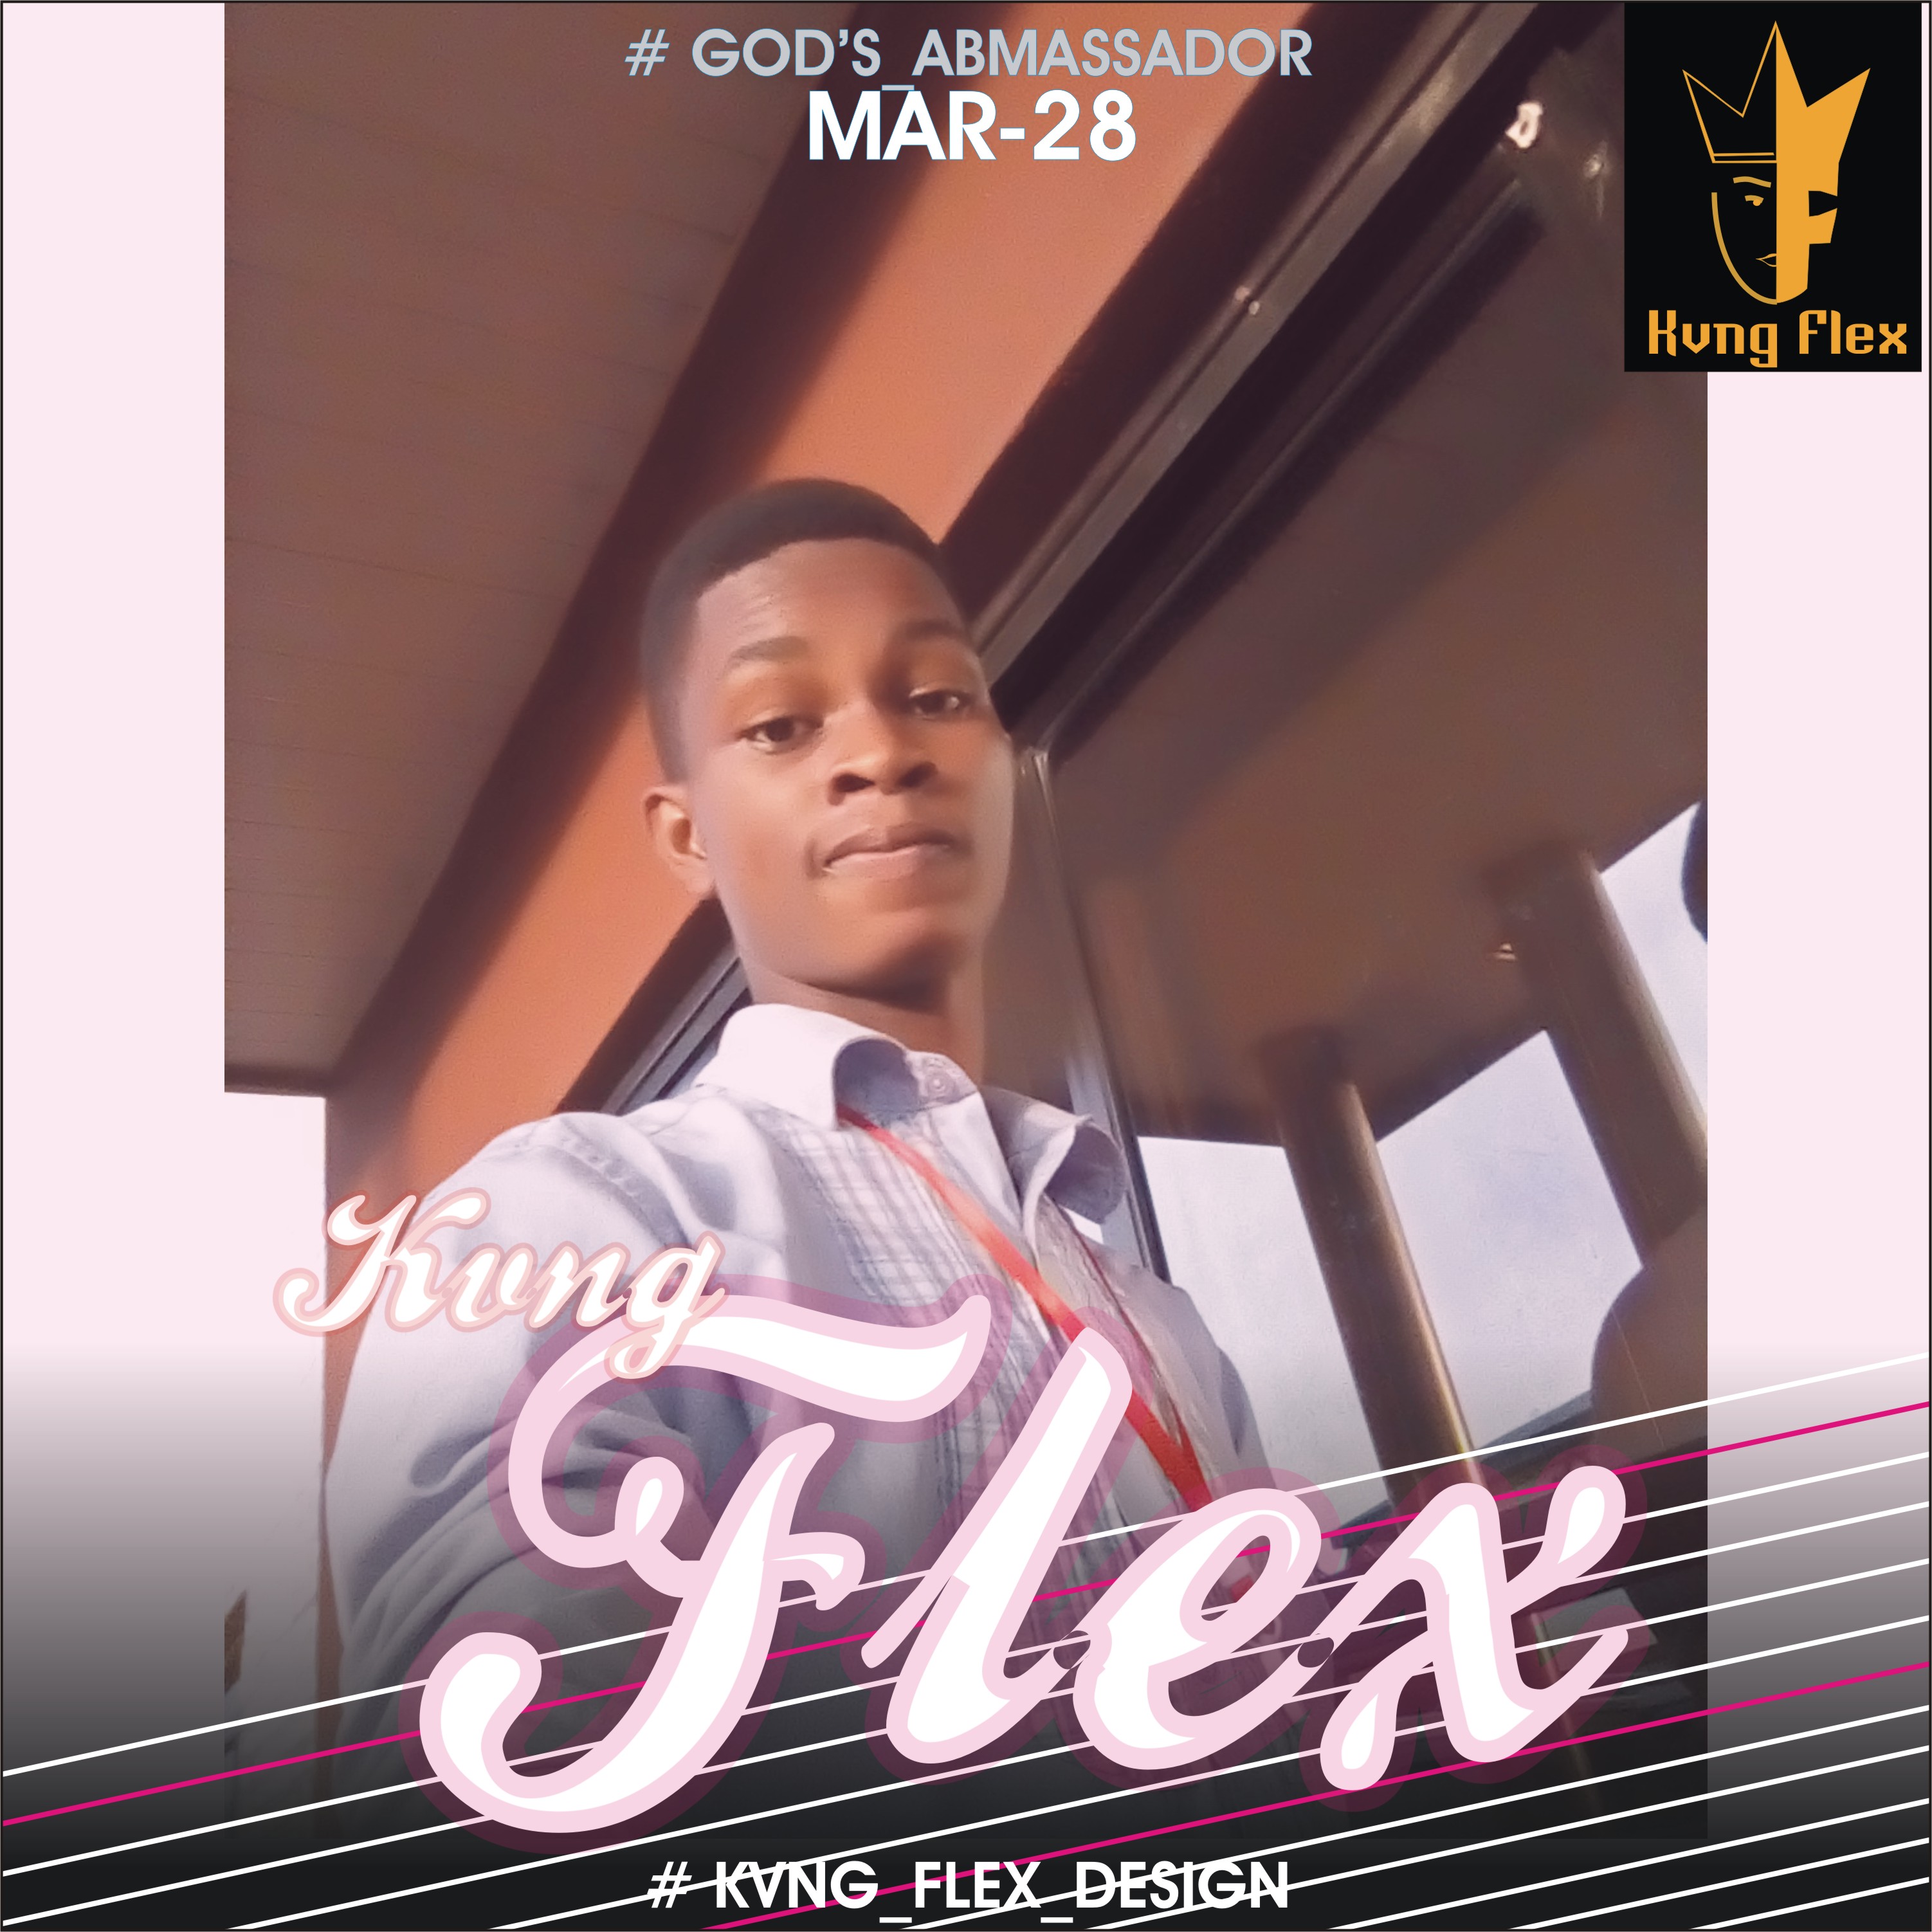 # GOD'S_ABMASSADOR
MAR-28
Kvng Flex
Kvng
Flex
# KVNG_FLEX_DESIGN